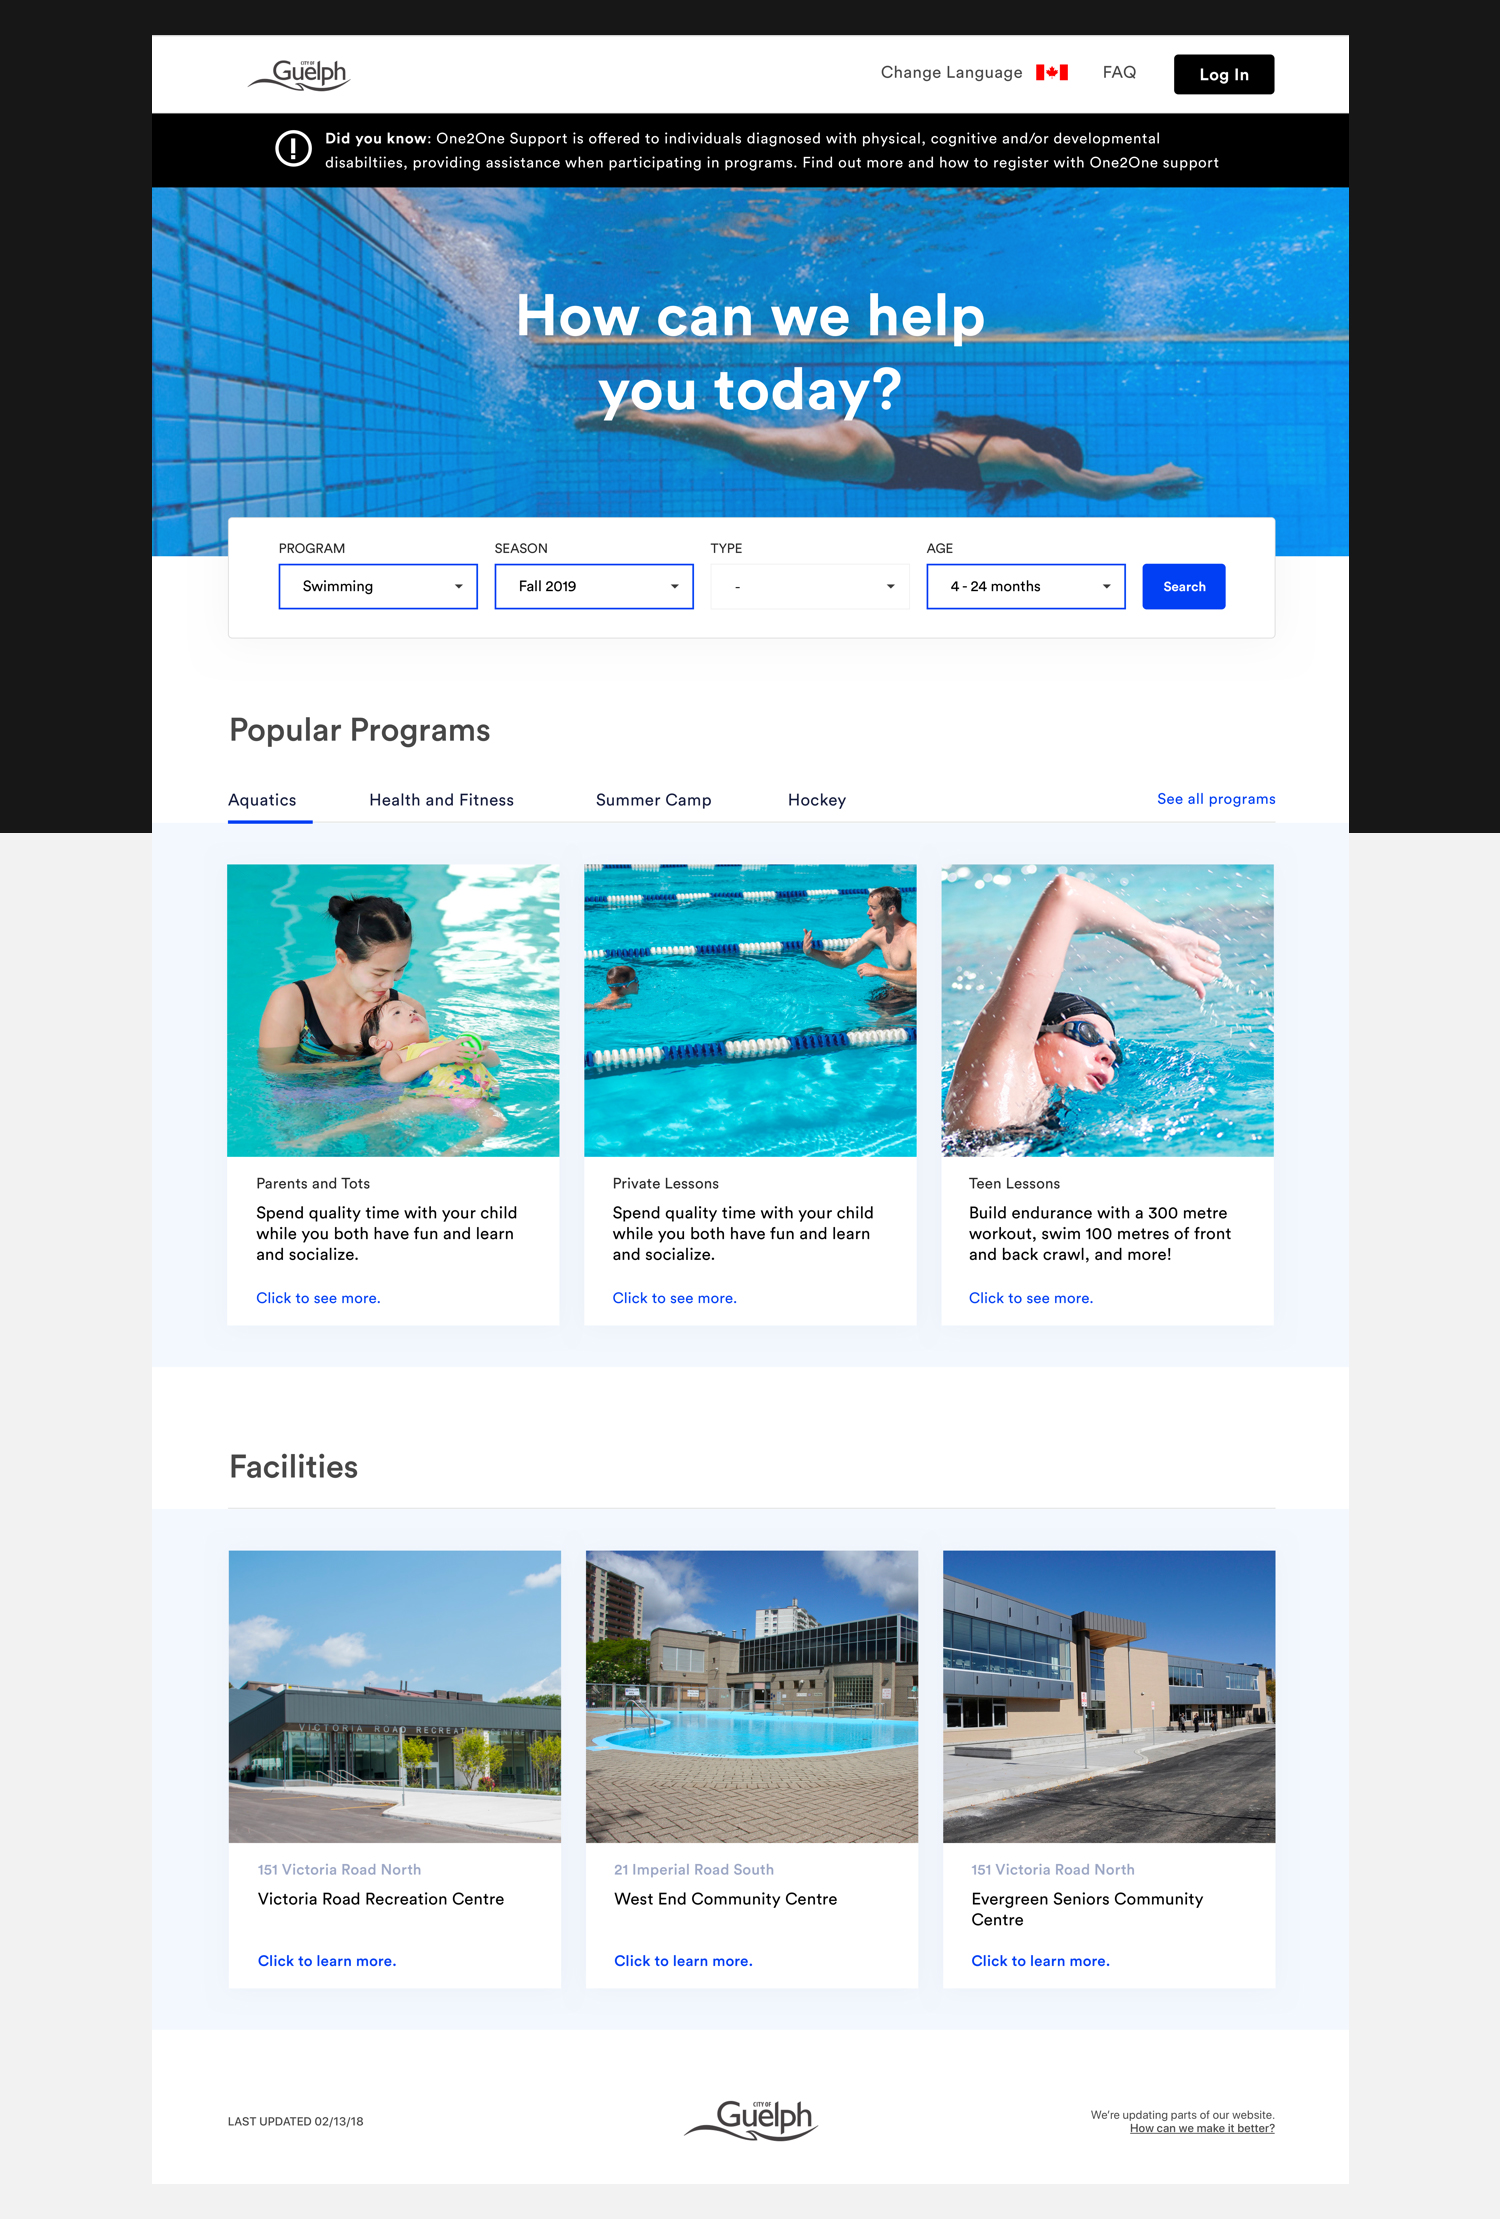 CITY OF
Guelph
Change Language
FAQ
Log In
Did you know: One2One Support is offered to individuals diagnosed with physical, cognitive and/or developmental
disabiltiies, providing assistance when participating in programs. Find out more and how to register with One2One support
How can we help
you today?
PROGRAM
SEASON
TYPE
AGE
Swimming
Fall 2019
-
4 - 24 months
Search
Popular Programs
Aquatics
Health and Fitness
Summer Camp
Hockey
See all programs
Parents and Tots
Spend quality time with your child
while you both have fun and learn
and socialize.
Click to see more.
Private Lessons
Spend quality time with your child
while you both have fun and learn
and socialize.
Click to see more.
Teen Lessons
Build endurance with a 300 metre
workout, swim 100 metres of front
and back crawl, and more!
Click to see more.
Facilities
VICTORIA ROAD RECREAT
151 Victoria Road North
Victoria Road Recreation Centre
Click to learn more.
21 Imperial Road South
West End Community Centre
Click to learn more.
151 Victoria Road North
Evergreen Seniors Community
Centre
Click to learn more.
LAST UPDATED 02/13/18
CITY OF
Guelph
We're updating parts of our website.
How can we make it better?